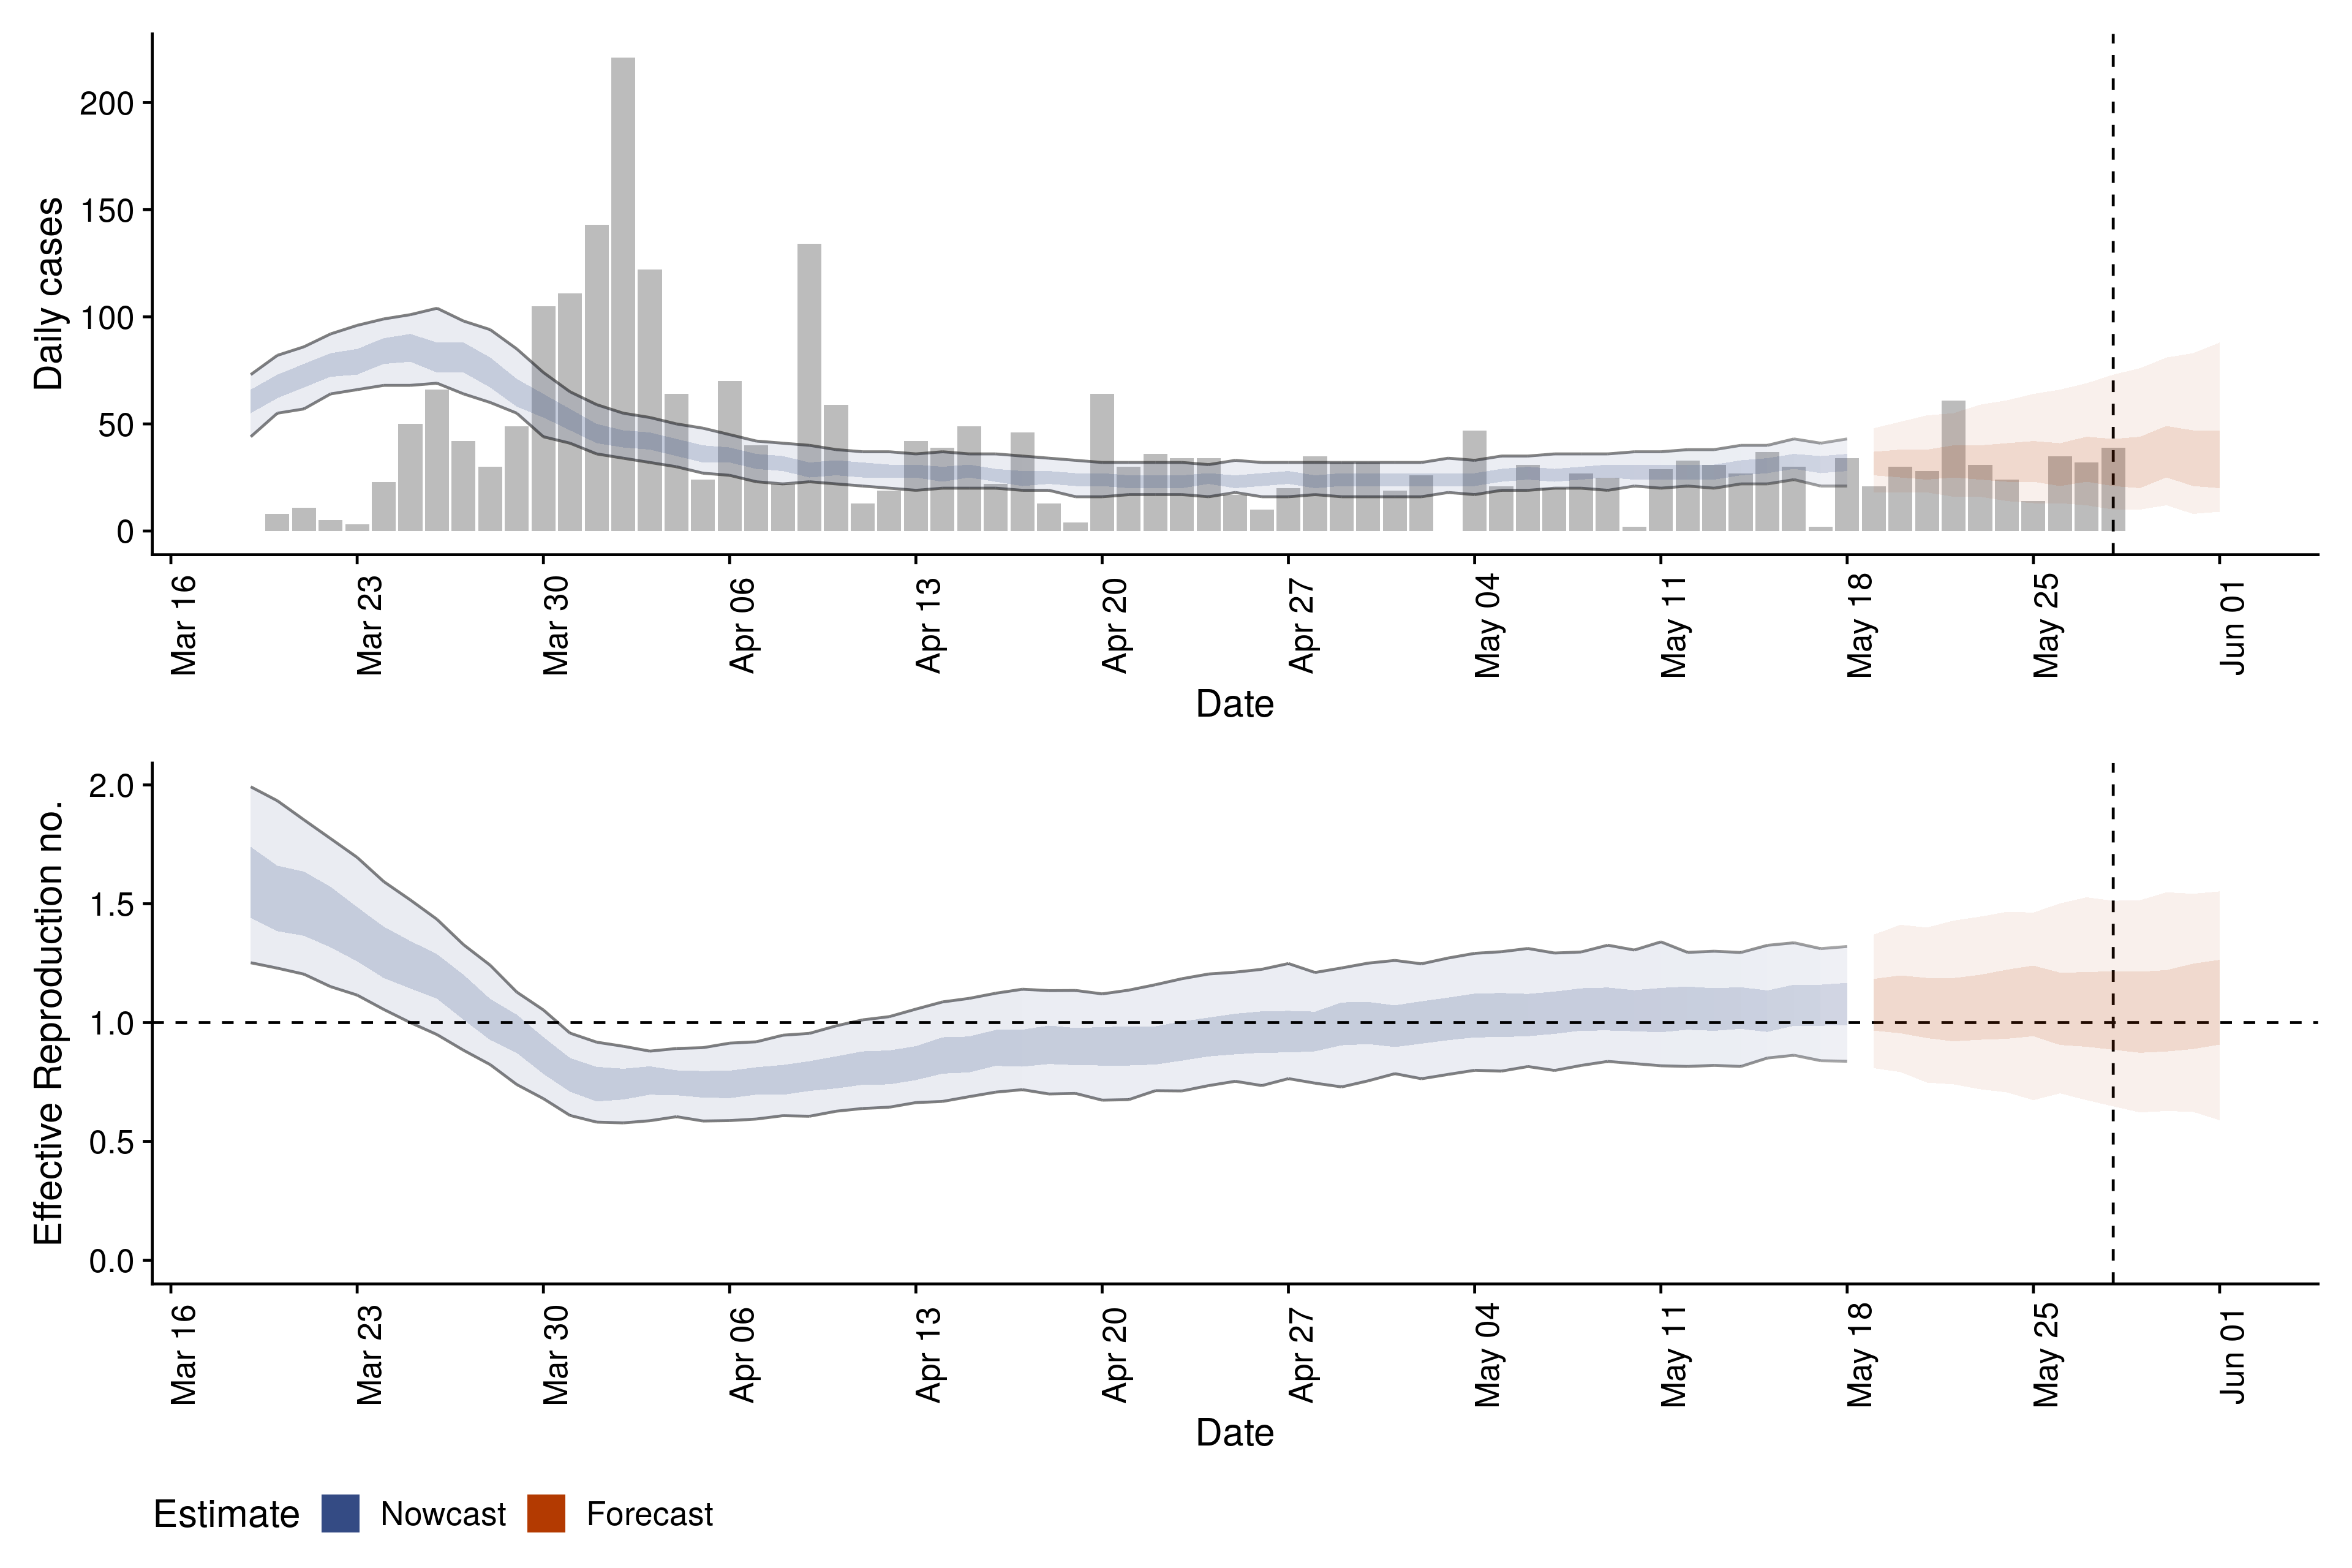 Daily cases
200
150
100
50
0
Mar 16
Mar 23
Mar 30
Apr 06
Apr 13
Apr 20
Apr 27
May 04
May 11
May 18
May 25
Jun 01
Date
Effective Reproduction no.
2.0
1.5
1.0
0.5
0.0
Mar 16
Mar 23
Mar 30
Apr 06
Apr 13
Apr 20
Apr 27
May 04
May 11
May 18
May 25
Jun 01
Date
Estimate Nowcast Forecast